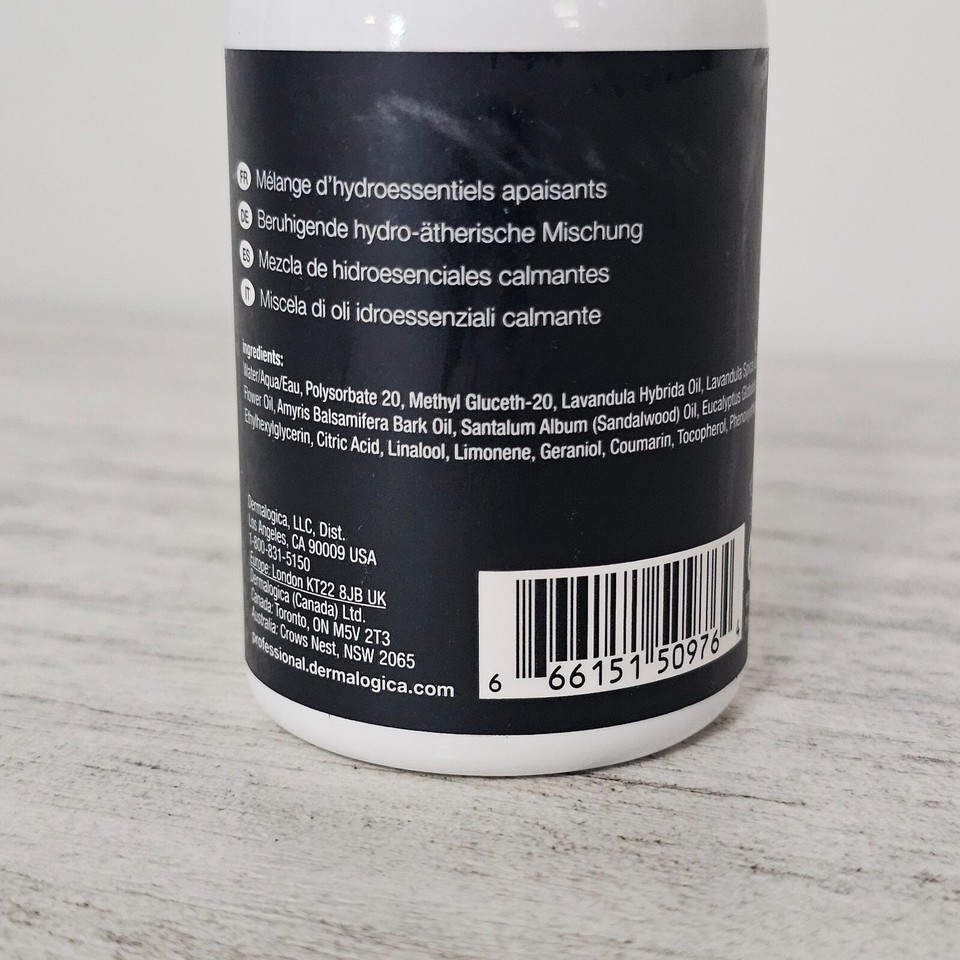 FR Mélange d'hydroessentiels apaisants
DE Beruhigende hydro-ätherische Mischung
ES Mezcla de hidroesenciales calmantes
IT Miscela di oli idroessenziali calmante
ingredients:
Water/Aqua/Eau, Polysorbate 20, Methyl Gluceth-20, Lavandula Hybrida Oil, Lavandula Spica
Flower Oil, Amyris Balsamifera Bark Oil, Santalum Album (Sandalwood) Oil, Eucalyptus
Ethylhexylglycerin, Citric Acid, Linalool, Limonene, Geraniol, Coumarin, Tocopherol,
Dermalogica, LLC, Dist.
Los Angeles, CA 90009 USA
1-800-831-5150
Europe: London KT22 8JB UK
Dermalogica (Canada) Ltd.
Canada: Toronto, ON M5V 2T3
Australia: Crows Nest, NSW 2065
professional.dermalogica.com
6 66151 50976 4